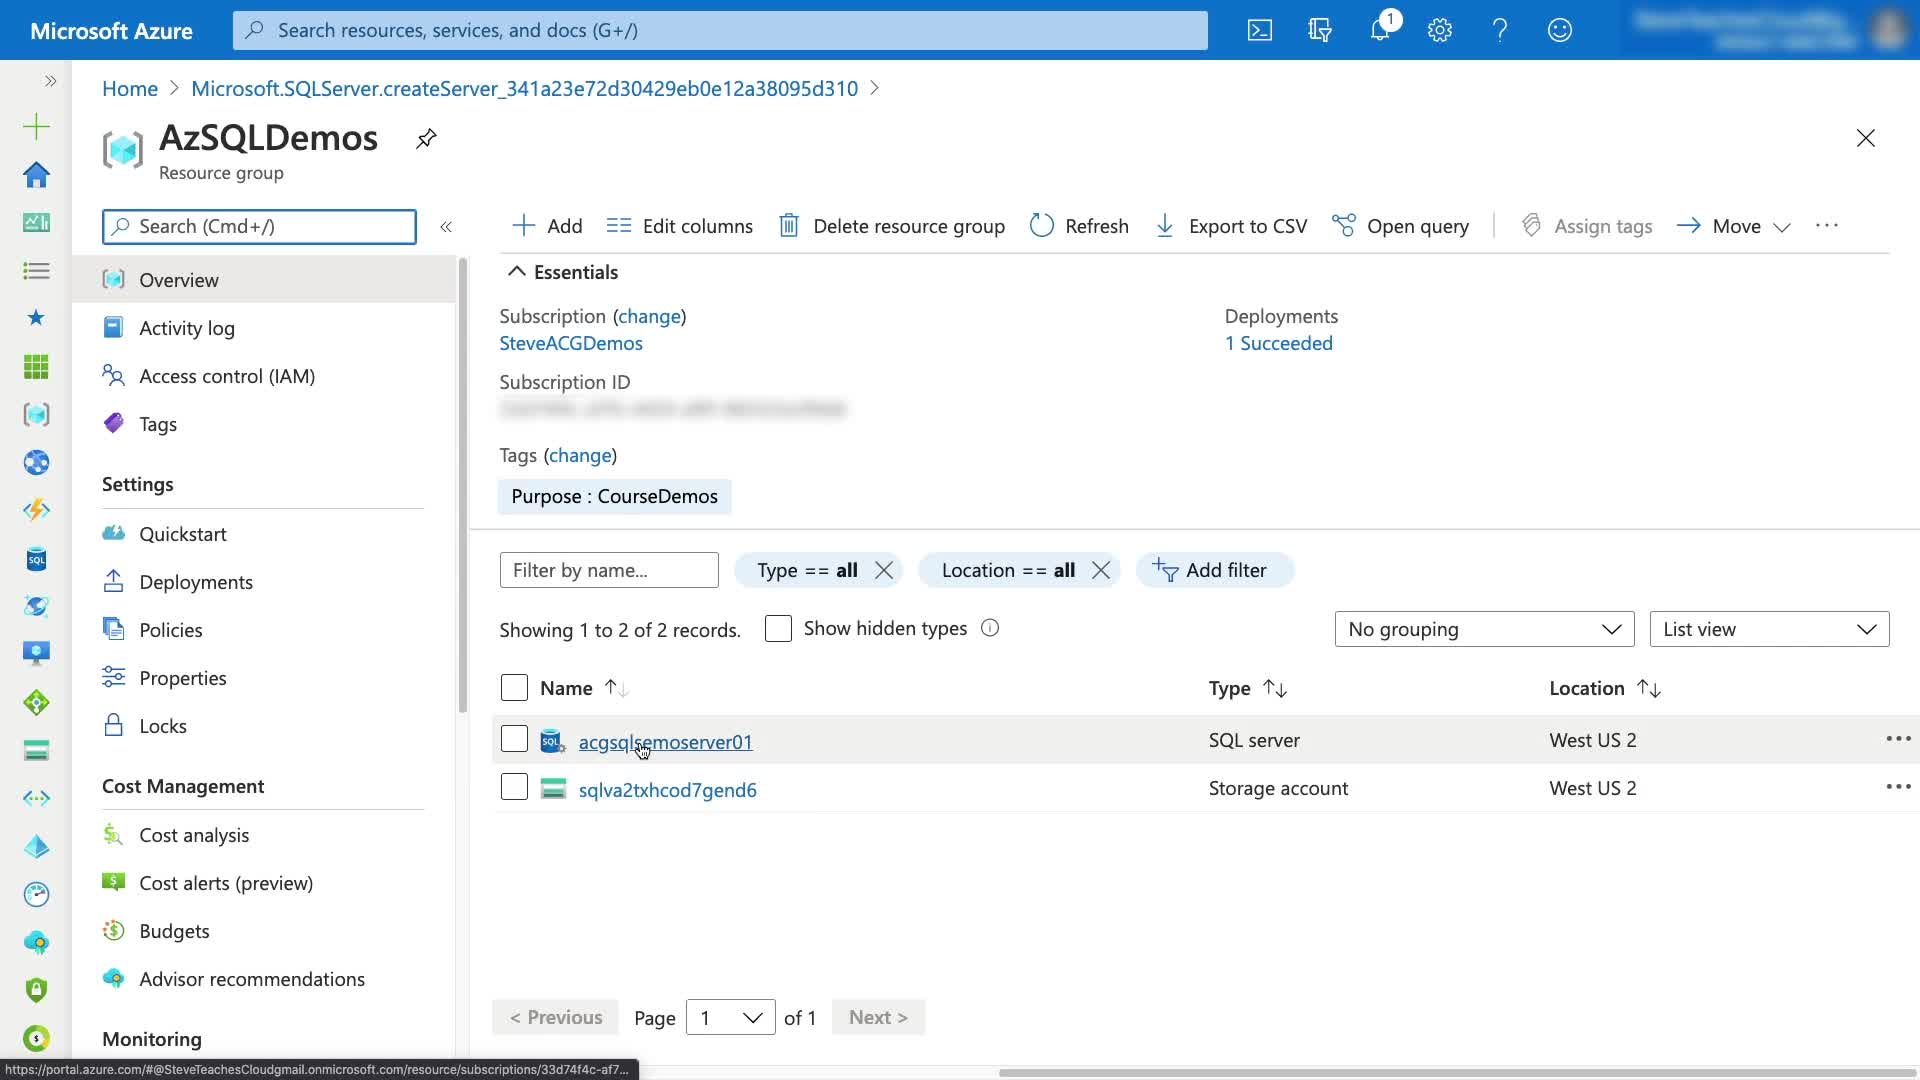 Microsoft Azure
Search resources, services, and docs (G+/)
1
Home > Microsoft.SQLServer.createServer_341a23e72d30429eb0e12a38095d310 >
AzSQLDemos
Resource group
Search (Cmd+/)
Add
Edit columns
Delete resource group
Refresh
Export to CSV
Open query
Assign tags
Move
Overview
Activity log
Access control (IAM)
Tags
Settings
Quickstart
Deployments
Policies
Properties
Locks
Cost Management
Cost analysis
Cost alerts (preview)
Budgets
Advisor recommendations
Monitoring
Essentials
Subscription (change)
SteveACGDemos
Deployments
1 Succeeded
Subscription ID
Tags (change)
Purpose : CourseDemos
Filter by name...
Type == all
Location == all
Add filter
Showing 1 to 2 of 2 records.
Show hidden types
No grouping
List view
Name
Type
Location
acgsqlsemoserver01
SQL server
West US 2
sqlva2txhcod7gend6
Storage account
West US 2
< Previous
Page
1
of 1
Next >
https://portal.azure.com/#@SteveTeachesCloudgmail.onmicrosoft.com/resource/subscriptions/33d74f4c-af7...